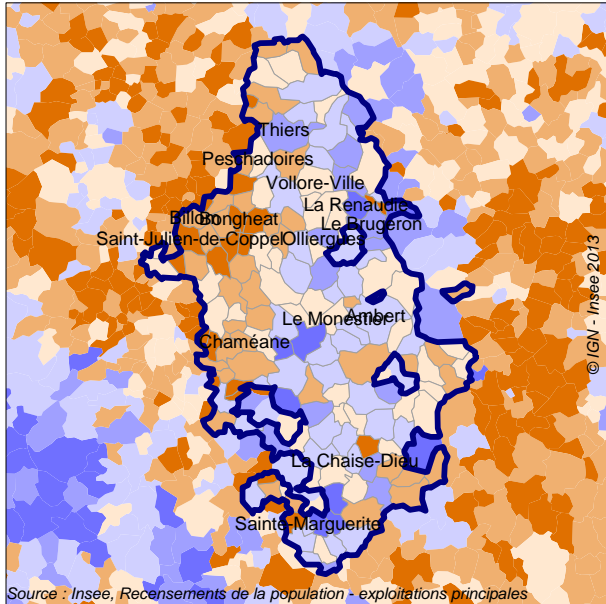 Thiers
Peschadoires
Vollore-Ville
La Renaudie
Billom
Bongheat
Le Brugeron
Saint-Julien-de-Coppel
Olliergues
Le Monestier
Ambert
Chaméane
La Chaise-Dieu
Sainte-Marguerite
© IGN - Insee 2013
Source : Insee, Recensements de la population - exploitations principales